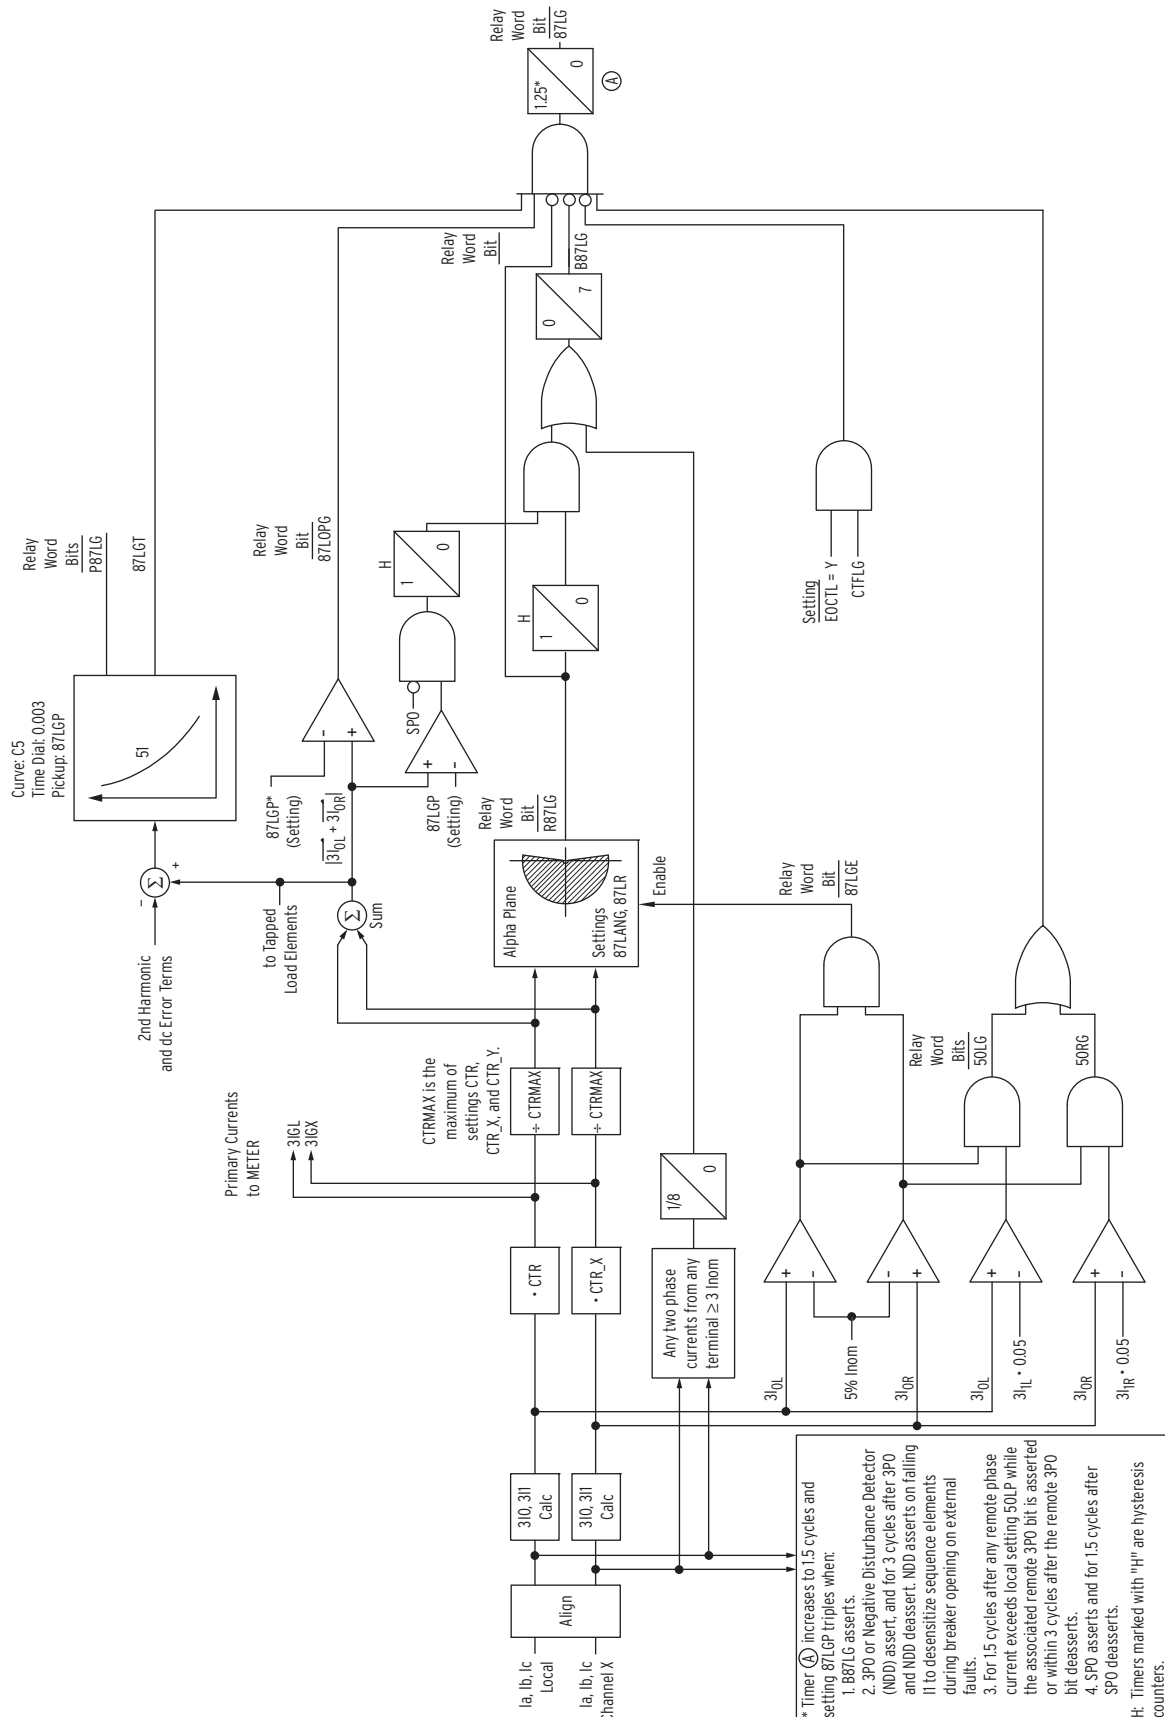 Relay
Word
Bit
87LG
1.25*
0
A
Relay
Word
Bit
B87LG
0
7
Curve: C5
Time Dial: 0.003
Pickup: 87LGP
51
Relay
Word
Bits
P87LG
87LGT
Relay
Word
Bit
87LOPG
H
1
0
H
1
0
Setting
EOCTL = Y
CTFLG
-
+
Σ
2nd Harmonic
and dc Error Terms
87LGP*
(Setting)
-
+
|3I0L + 3I0R|
SPO
+
-
87LGP
(Setting)
Relay
Word
Bit
R87LG
to Tapped
Load Elements
Σ
Sum
Alpha Plane
Settings
87LANG, 87LR
Enable
Relay
Word
Bit
87LGE
CTRMAX is the
maximum of
settings CTR,
CTR_X, and CTR_Y.
÷ CTRMAX
÷ CTRMAX
Relay
Word
Bits
50LG
50RG
Primary Currents
to METER
3IGL
3IGX
1/8
0
• CTR
• CTR_X
Any two phase
currents from any
terminal ≥ 3 Inom
+
-
-
+
+
-
+
-
3I0L
5% Inom
3I0R
3I0L
3I1L • 0.05
3I0R
3I1R • 0.05
3I0, 3I1
Calc
3I0, 3I1
Calc
Align
Ia, Ib, Ic
Local
Ia, Ib, Ic
Channel X
* Timer A increases to 1.5 cycles and
setting 87LGP triples when:
1. B87LG asserts.
2. 3PO or Negative Disturbance Detector
(NDD) assert, and for 3 cycles after 3PO
and NDD deassert. NDD asserts on falling
I1 to desensitize sequence elements
during breaker opening on external
faults.
3. For 1.5 cycles after any remote phase
current exceeds local setting 50LP while
the associated remote 3PO bit is asserted
or within 3 cycles after the remote 3PO
bit deasserts.
4. SPO asserts and for 1.5 cycles after
SPO deasserts.
H: Timers marked with "H" are hysteresis
counters.